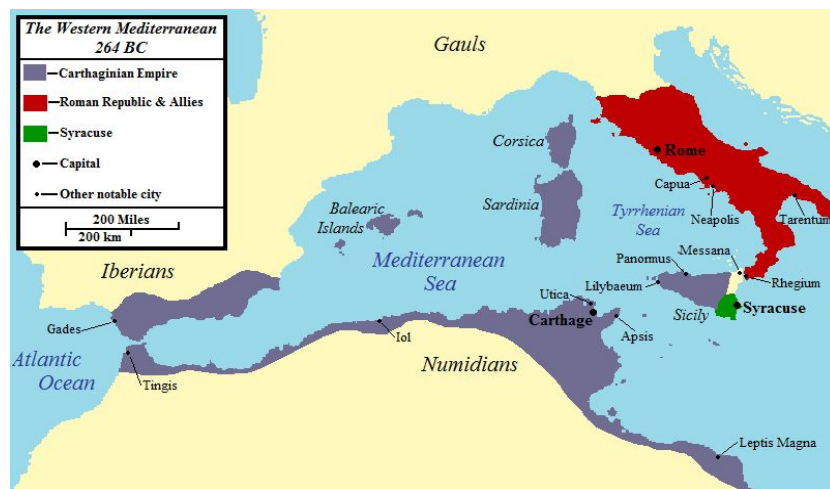 The Western Mediterranean
264 BC
Carthaginian Empire
Roman Republic & Allies
Syracuse
Capital
Other notable city
200 Miles
200 km
Gauls
Corsica
Rome
Capua
Sardinia
Neapolis
Tarentum
Balearic
Islands
Tyrrhenian
Sea
Mediterranean
Sea
Messana
Panormus
Iberians
Lilybaeum
Rhegium
Utica
Syracuse
Sicily
Carthage
Gades
Iol
Apsis
Atlantic
Ocean
Numidians
Tingis
Leptis Magna